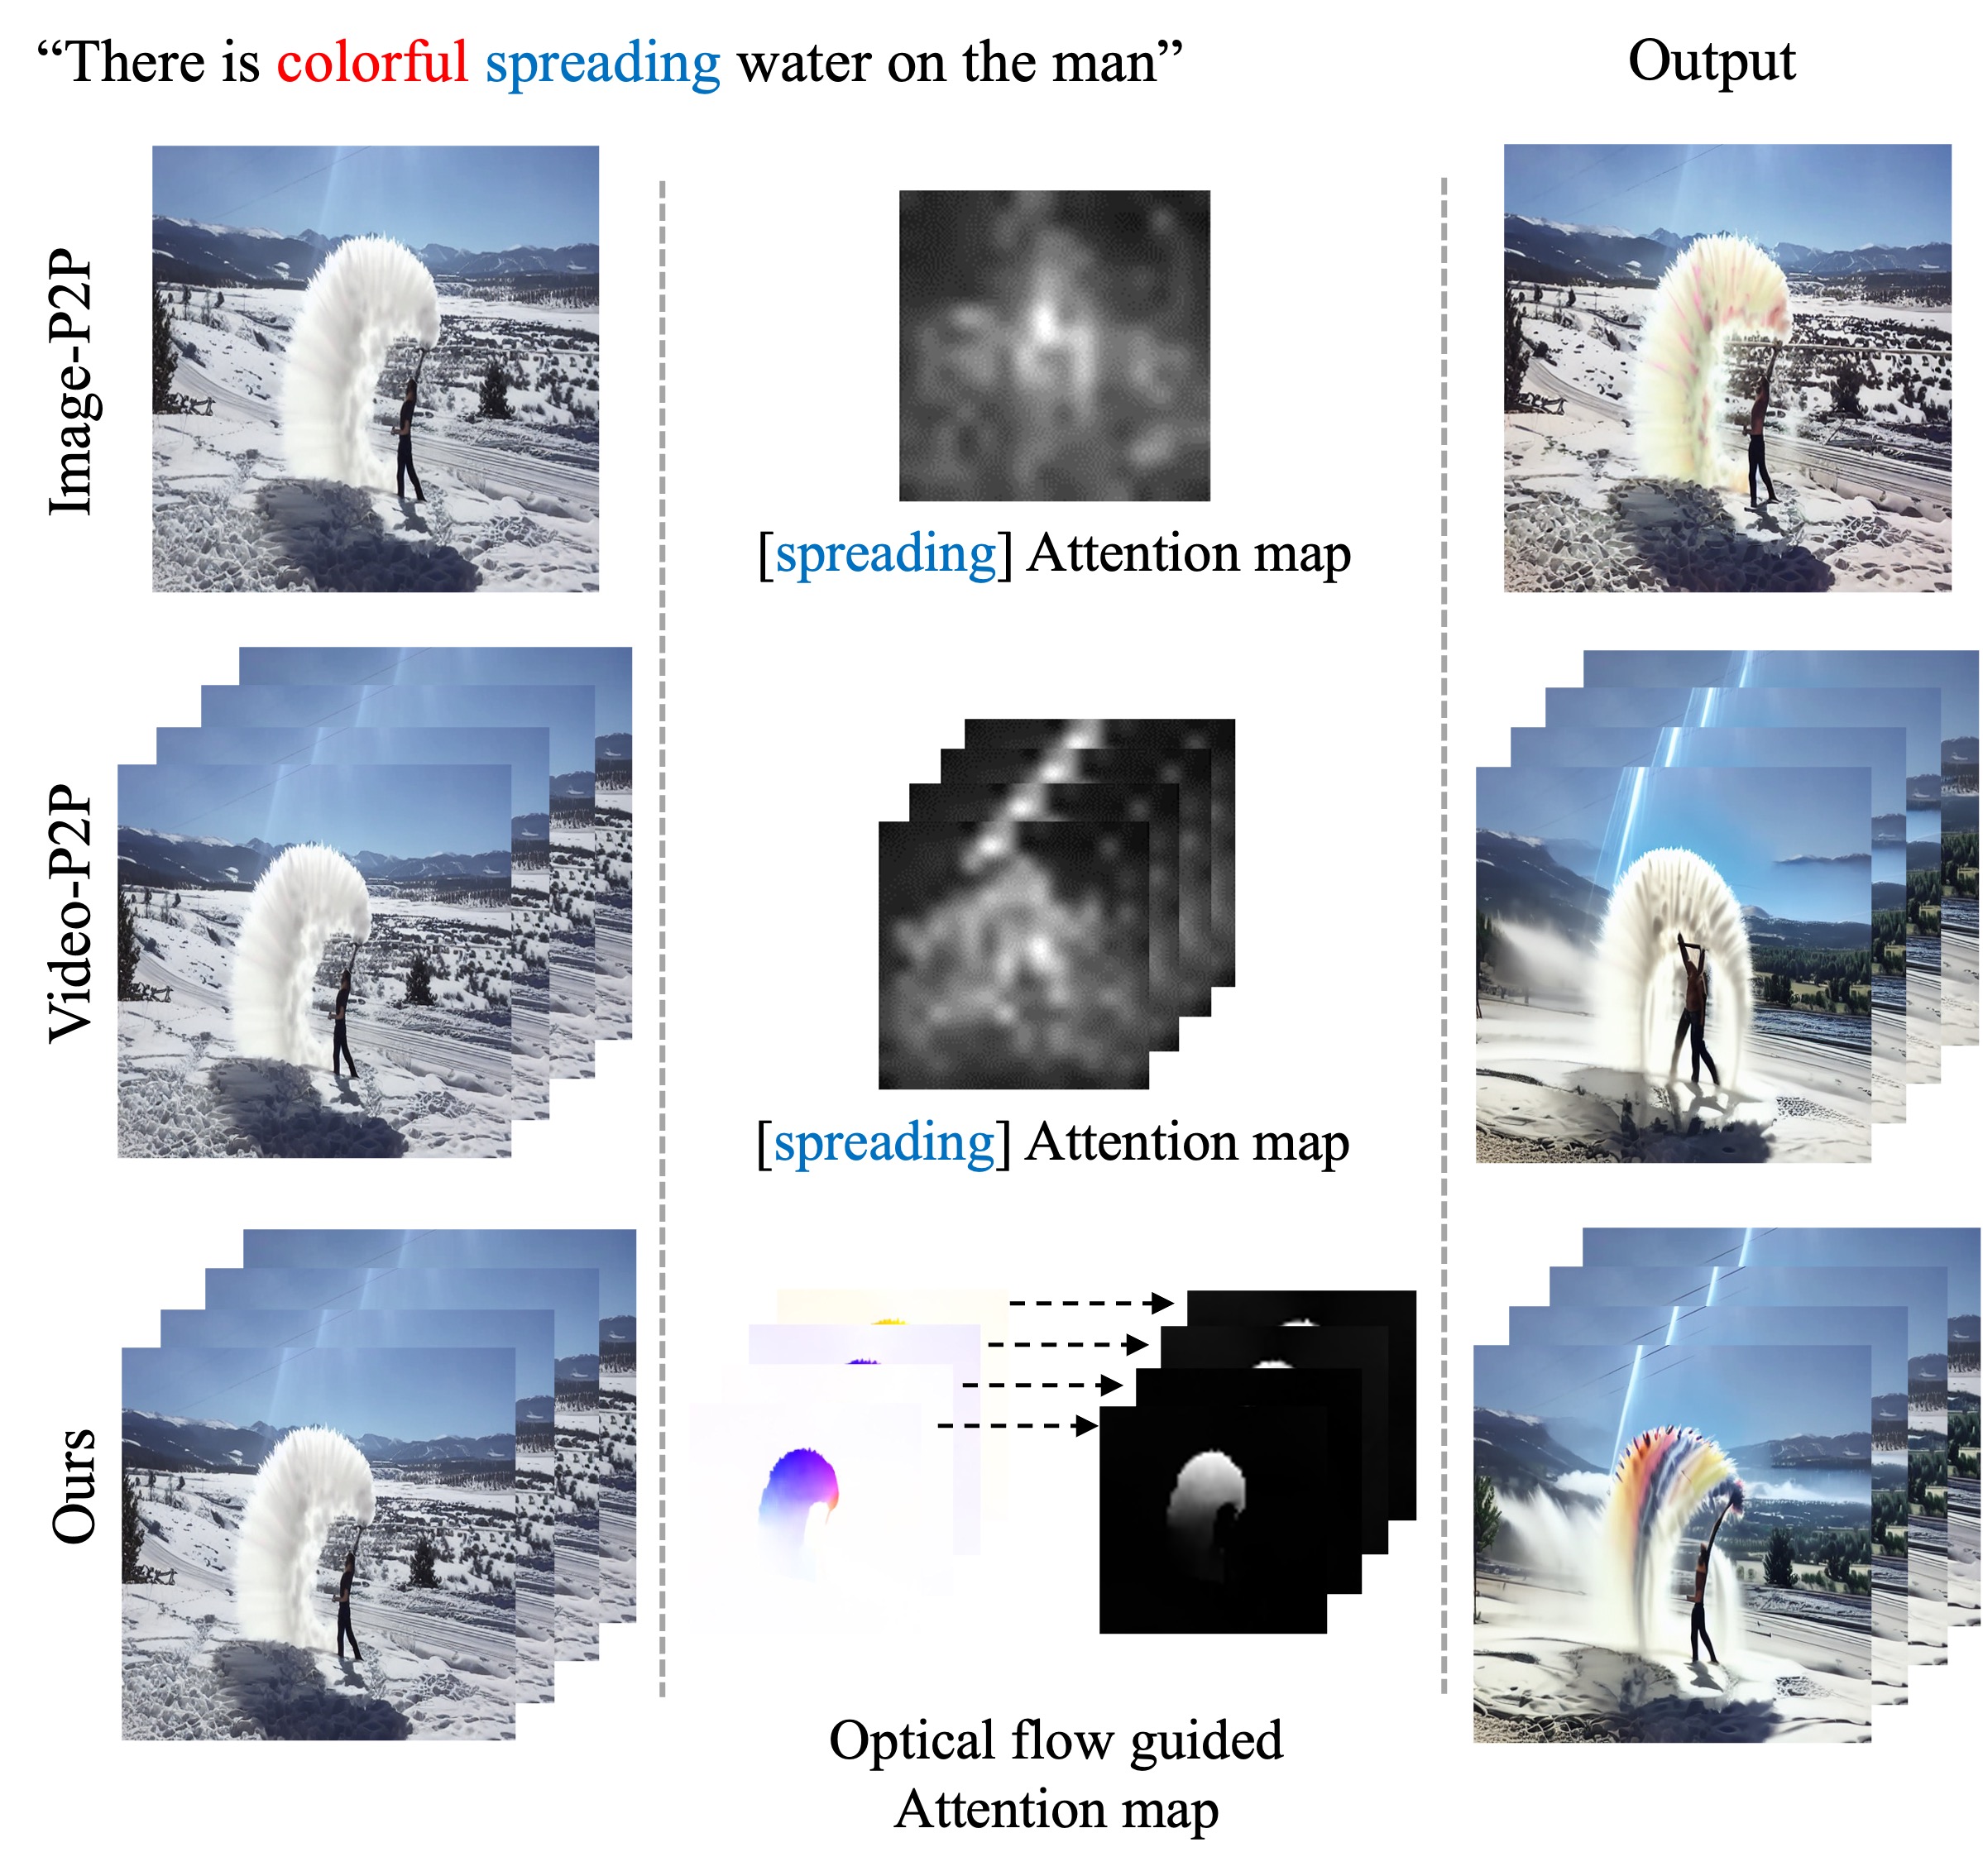 “There is colorful spreading water on the man”
Output
Image-P2P
[spreading] Attention map
Video-P2P
[spreading] Attention map
Ours
Optical flow guided
Attention map